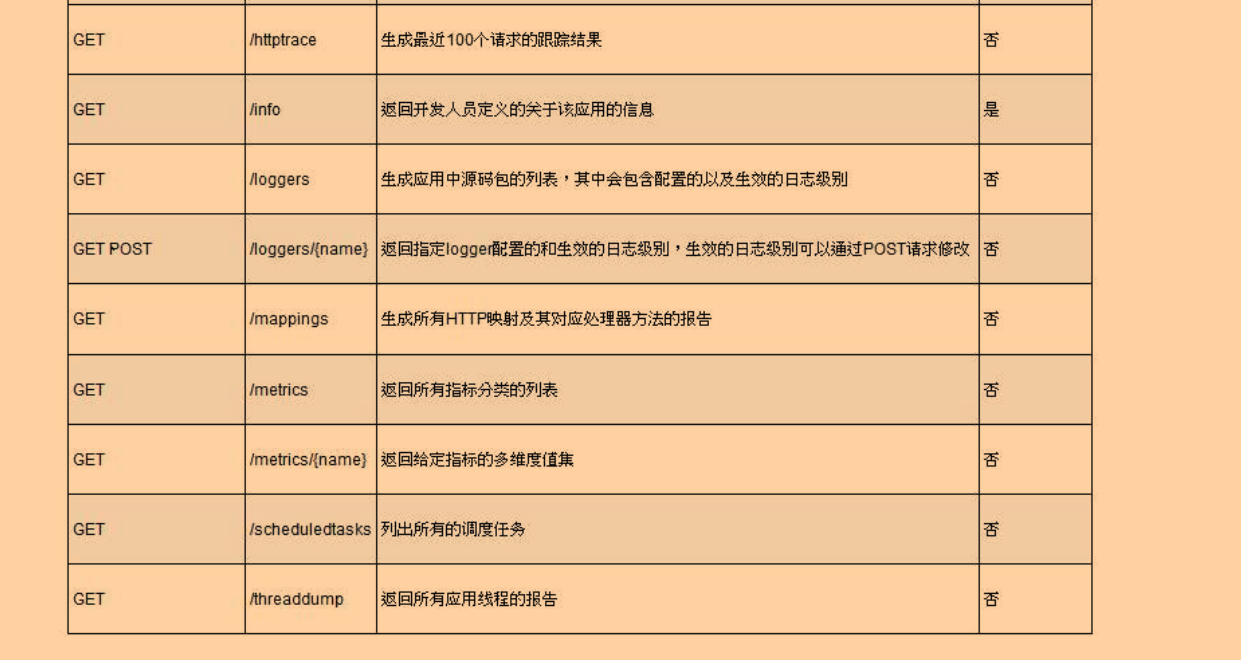 GET /httptrace 生成最近100个请求的跟踪结果 否
GET /info 返回开发人员定义的关于该应用的信息 是
GET /loggers 生成应用中源码包的列表，其中会包含配置的以及生效的日志级别 否
GET POST /loggers/{name} 返回指定logger配置的和生效的日志级别，生效的日志级别可以通过POST请求修改 否
GET /mappings 生成所有HTTP映射及其对应处理器方法的报告 否
GET /metrics 返回所有指标分类的列表 否
GET /metrics/{name} 返回给定指标的多维度值集 否
GET /scheduledtasks 列出所有的调度任务 否
GET /threaddump 返回所有应用线程的报告 否